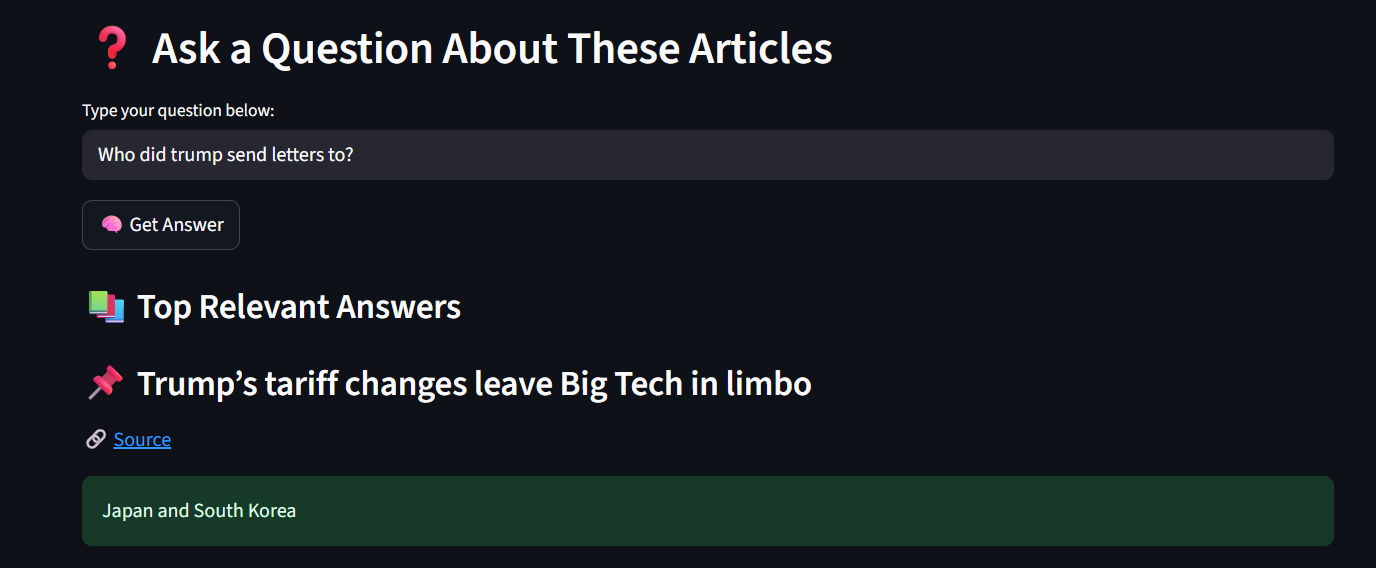 ❓ Ask a Question About These Articles
Type your question below:
Who did trump send letters to?
🧠 Get Answer
📚 Top Relevant Answers
📌 Trump’s tariff changes leave Big Tech in limbo
🔗 Source
Japan and South Korea